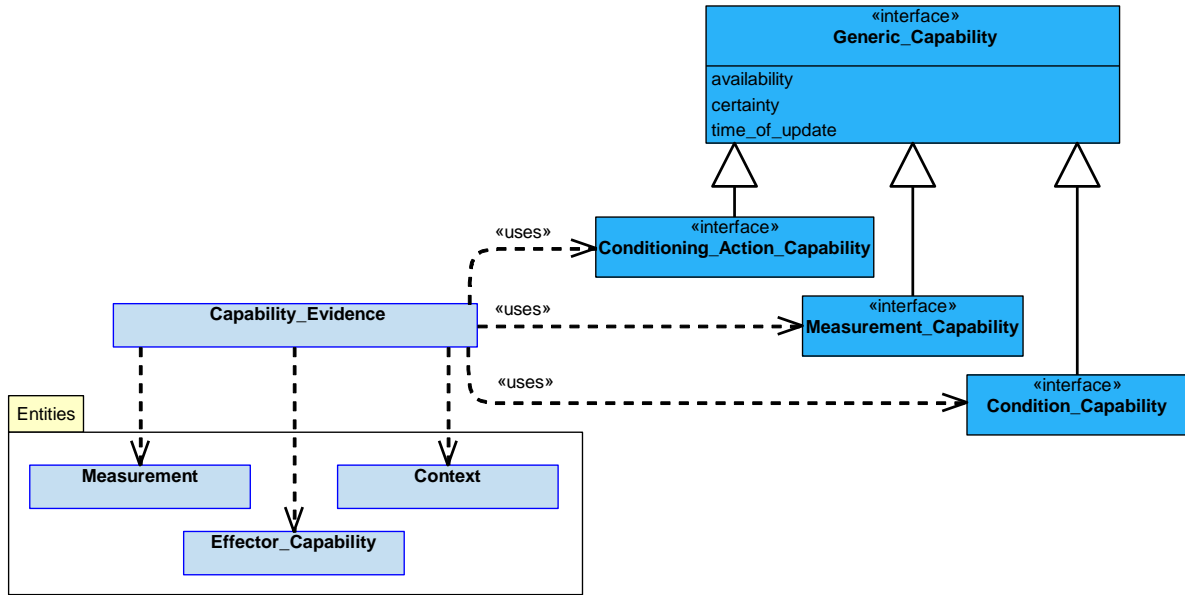 «interface»
Generic_Capability
availability
certainty
time_of_update
«uses»
«interface»
Conditioning_Action_Capability
Capability_Evidence
«uses»
«interface»
Measurement_Capability
«uses»
«interface»
Condition_Capability
Entities
Measurement
Context
Effector_Capability